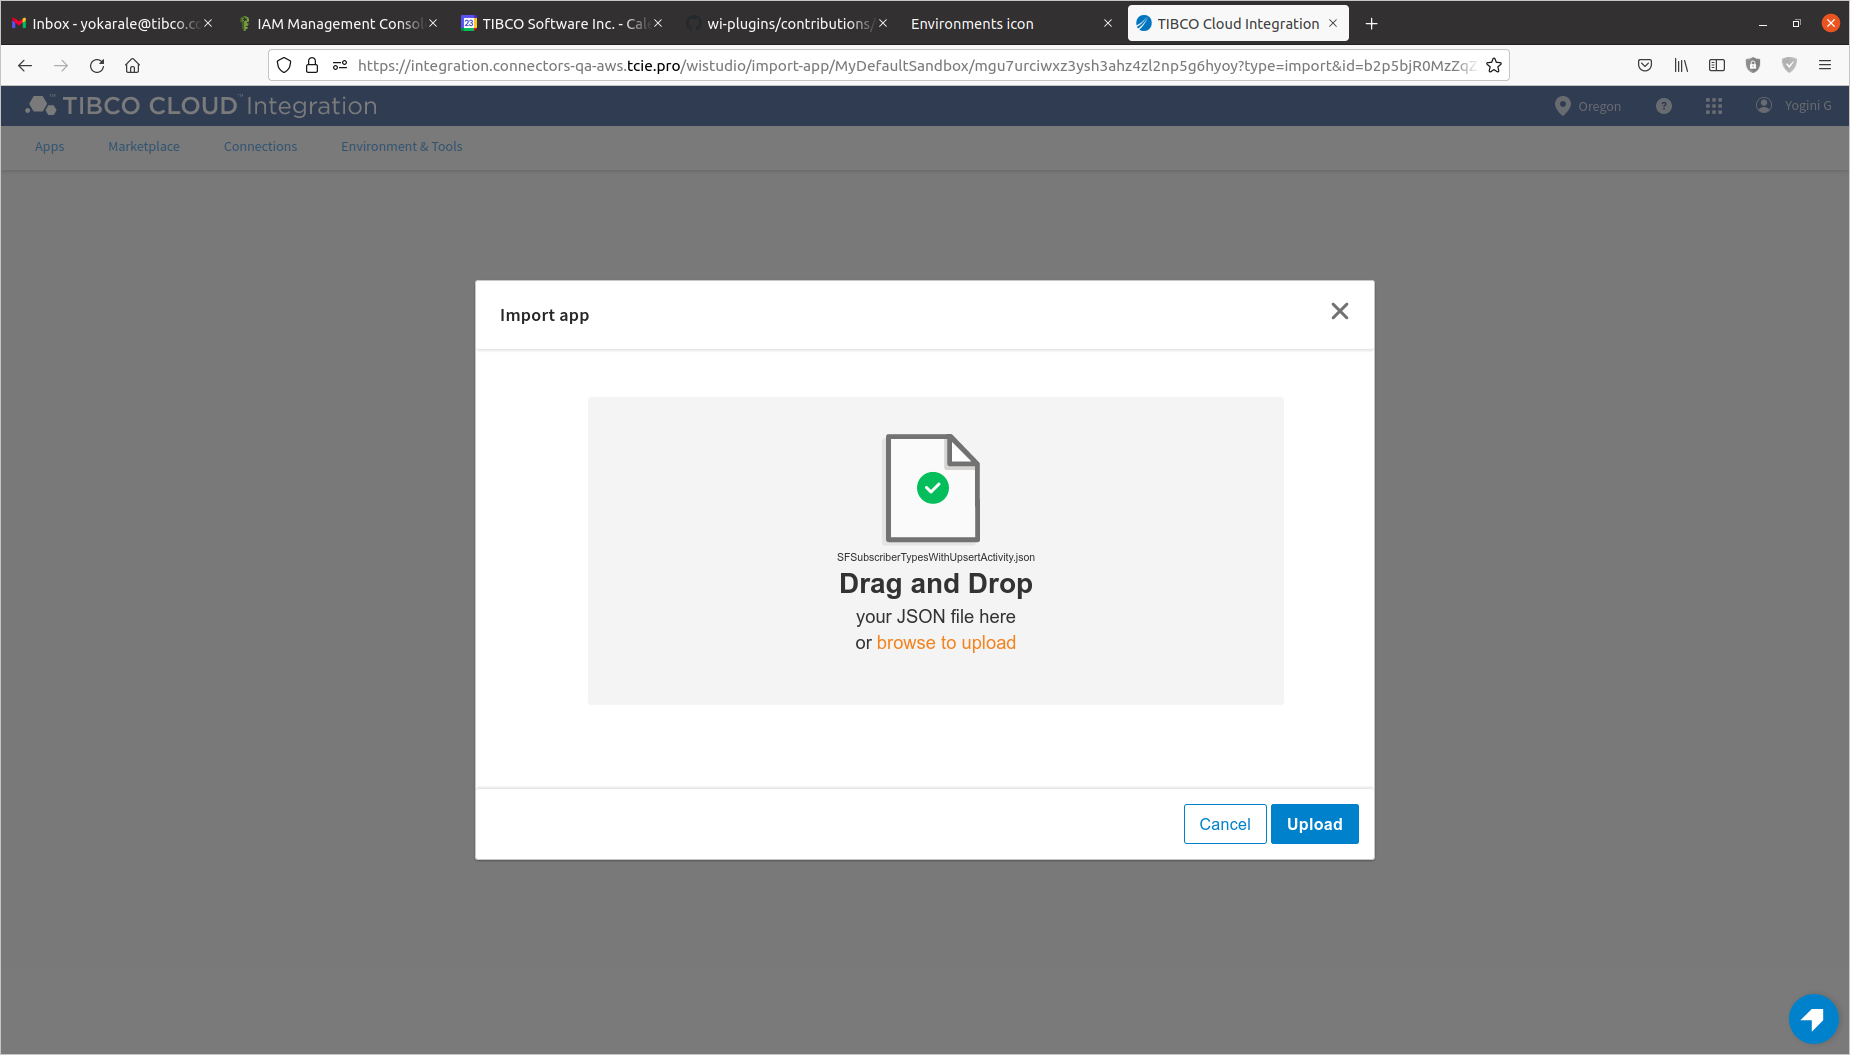 Inbox - yokarale@tibco.co
IAM Management Consol
TIBCO Software Inc. - Cal
wi-plugins/contributions/
Environments icon
TIBCO Cloud Integration
https://integration.connectors-qa-aws.tcie.pro/wistudio/import-app/MyDefaultSandbox/mgu7urciwxz3ysh3ahz4zl2np5g6hyoy?type=import&id=b2p5bjR0MzZqZ
TIBCO CLOUD™ Integration
Oregon
Yogini G
Apps
Marketplace
Connections
Environment & Tools
Import app
SFSubscriberTypesWithUpsertActivity.json
Drag and Drop
your JSON file here
or browse to upload
Cancel
Upload